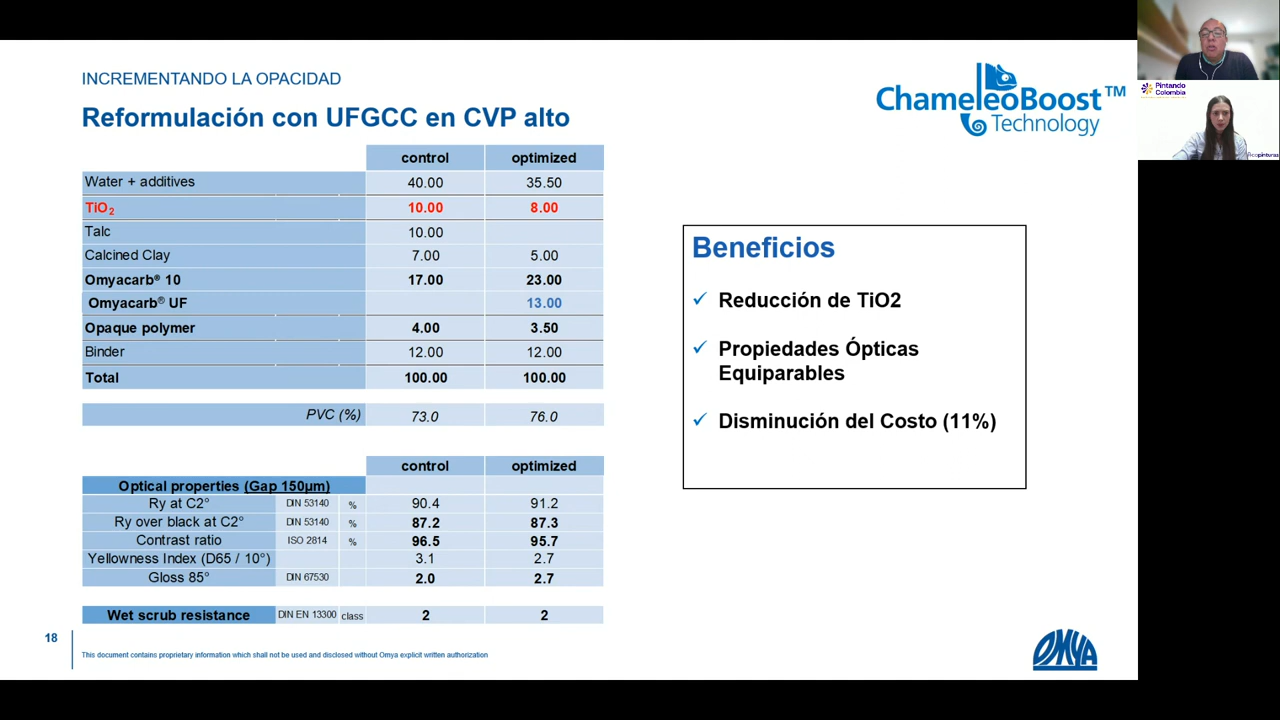 INCREMENTANDO LA OPACIDAD
Reformulación con UFGCC en CVP alto
ChameleoBoost™
Technology
control optimized
Water + additives 40.00 35.50
TiO₂ 10.00 8.00
Talc 10.00
Calcined Clay 7.00 5.00
Omyacarb® 10 17.00 23.00
Omyacarb® UF 13.00
Opaque polymer 4.00 3.50
Binder 12.00 12.00
Total 100.00 100.00
PVC (%) 73.0 76.0
control optimized
Optical properties (Gap 150µm)
Ry at C2° DIN 53140 % 90.4 91.2
Ry over black at C2° DIN 53140 % 87.2 87.3
Contrast ratio ISO 2814 % 96.5 95.7
Yellowness Index (D65 / 10°) 3.1 2.7
Gloss 85° DIN 67530 2.0 2.7
Wet scrub resistance DIN EN 13300 class 2 2
Beneficios
✓ Reducción de TiO2
✓ Propiedades Ópticas
Equiparables
✓ Disminución del Costo (11%)
18
This document contains proprietary information which shall not be used and disclosed without Omya explicit written authorization
OMYA
Pintando
Colombia